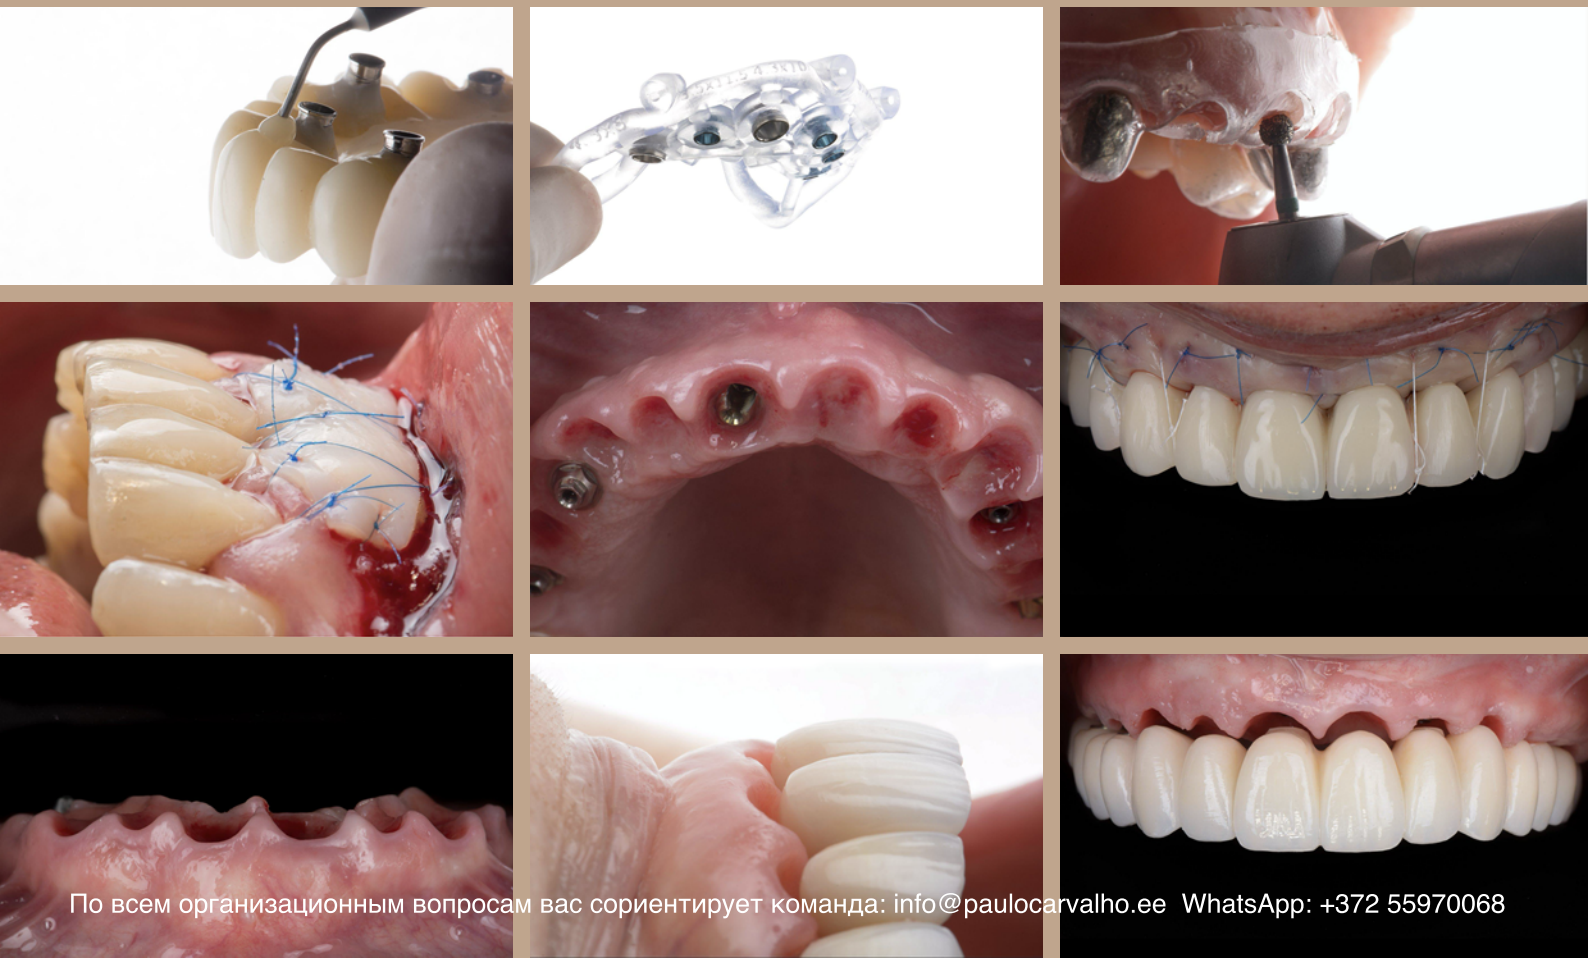 По всем организационным вопросам вас сориентирует команда: info@paulocarvalho.ee WhatsApp: +372 55970068